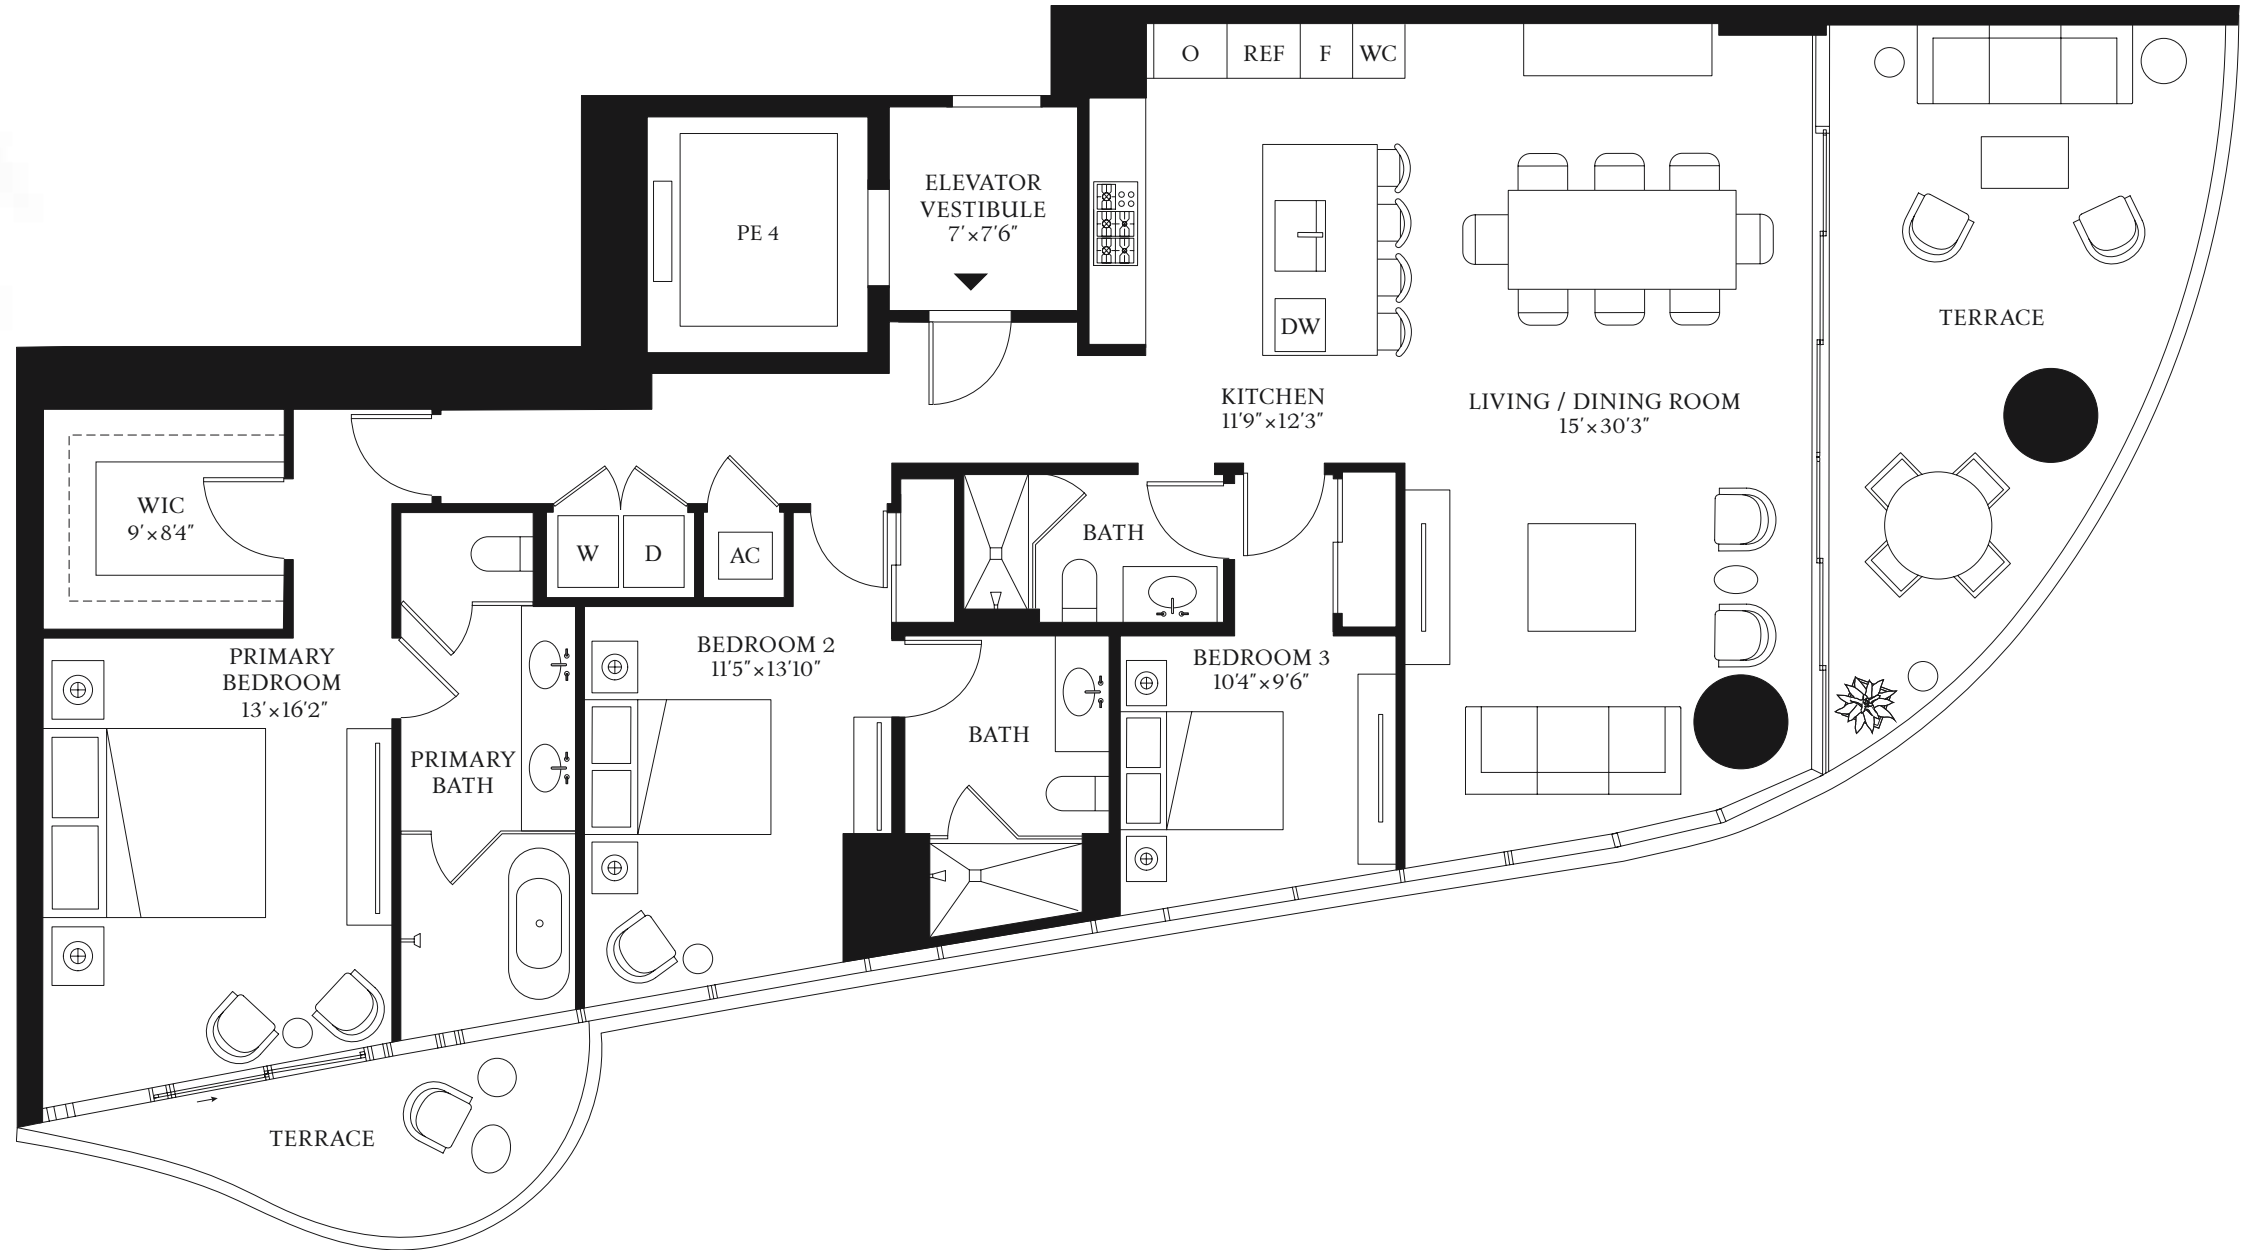 O
REF
F
WC
ELEVATOR
VESTIBULE
7'×7'6"
PE 4
DW
TERRACE
KITCHEN
11'9"×12'3"
LIVING / DINING ROOM
15'×30'3"
WIC
9'×8'4"
W
D
AC
BATH
PRIMARY
BEDROOM
13'×16'2"
BEDROOM 2
11'5"×13'10"
BEDROOM 3
10'4"×9'6"
BATH
PRIMARY
BATH
TERRACE